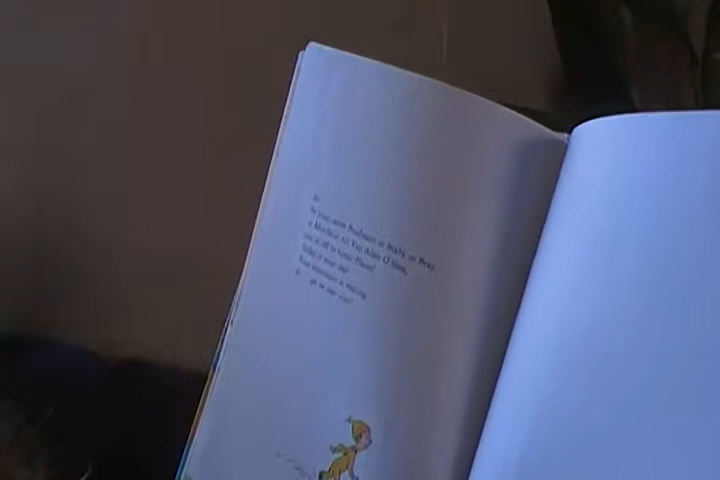 So...
be your name Buxbaum or Bixby or Bray
or Mordecai Ali Van Allen O'Shea,
you're off to Great Places!
Today is your day!
Your mountain is waiting.
So... get on your way!